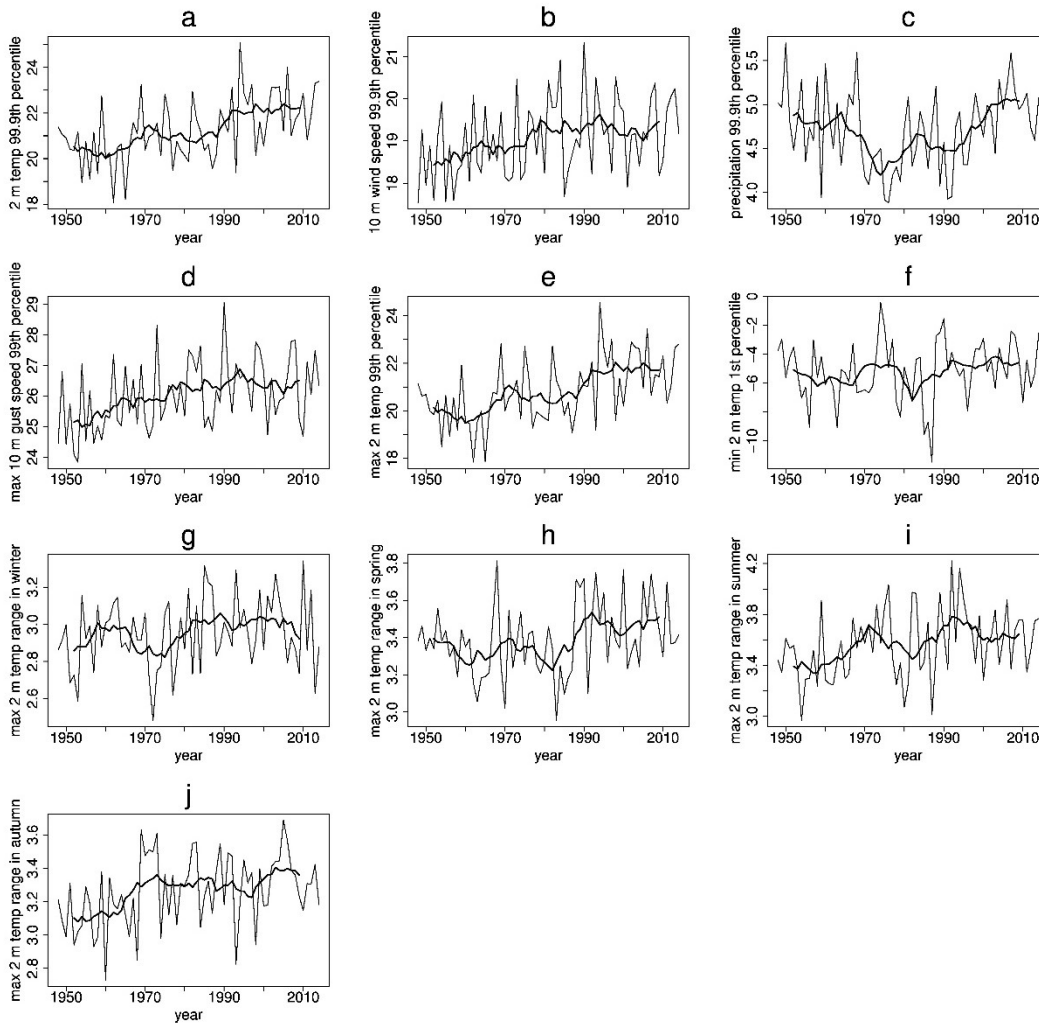 a
2 m temp 99.9th percentile
18 20 22 24
1950 1970 1990 2010
year
b
10 m wind speed 99.9th percentile
18 19 20 21
1950 1970 1990 2010
year
c
precipitation 99.9th percentile
4.0 4.5 5.0 5.5
1950 1970 1990 2010
year
d
max 10 m gust speed 99th percentile
24 25 26 27 28 29
1950 1970 1990 2010
year
e
max 2 m temp 99th percentile
18 20 22 24
1950 1970 1990 2010
year
f
min 2 m temp 1st percentile
−10 −6 −4 −2 0
1950 1970 1990 2010
year
g
max 2 m temp range in winter
2.6 2.8 3.0 3.2
1950 1970 1990 2010
year
h
max 2 m temp range in spring
3.0 3.2 3.4 3.6 3.8
1950 1970 1990 2010
year
i
max 2 m temp range in summer
3.0 3.4 3.8 4.2
1950 1970 1990 2010
year
j
max 2 m temp range in autumn
2.8 3.0 3.2 3.4 3.6
1950 1970 1990 2010
year